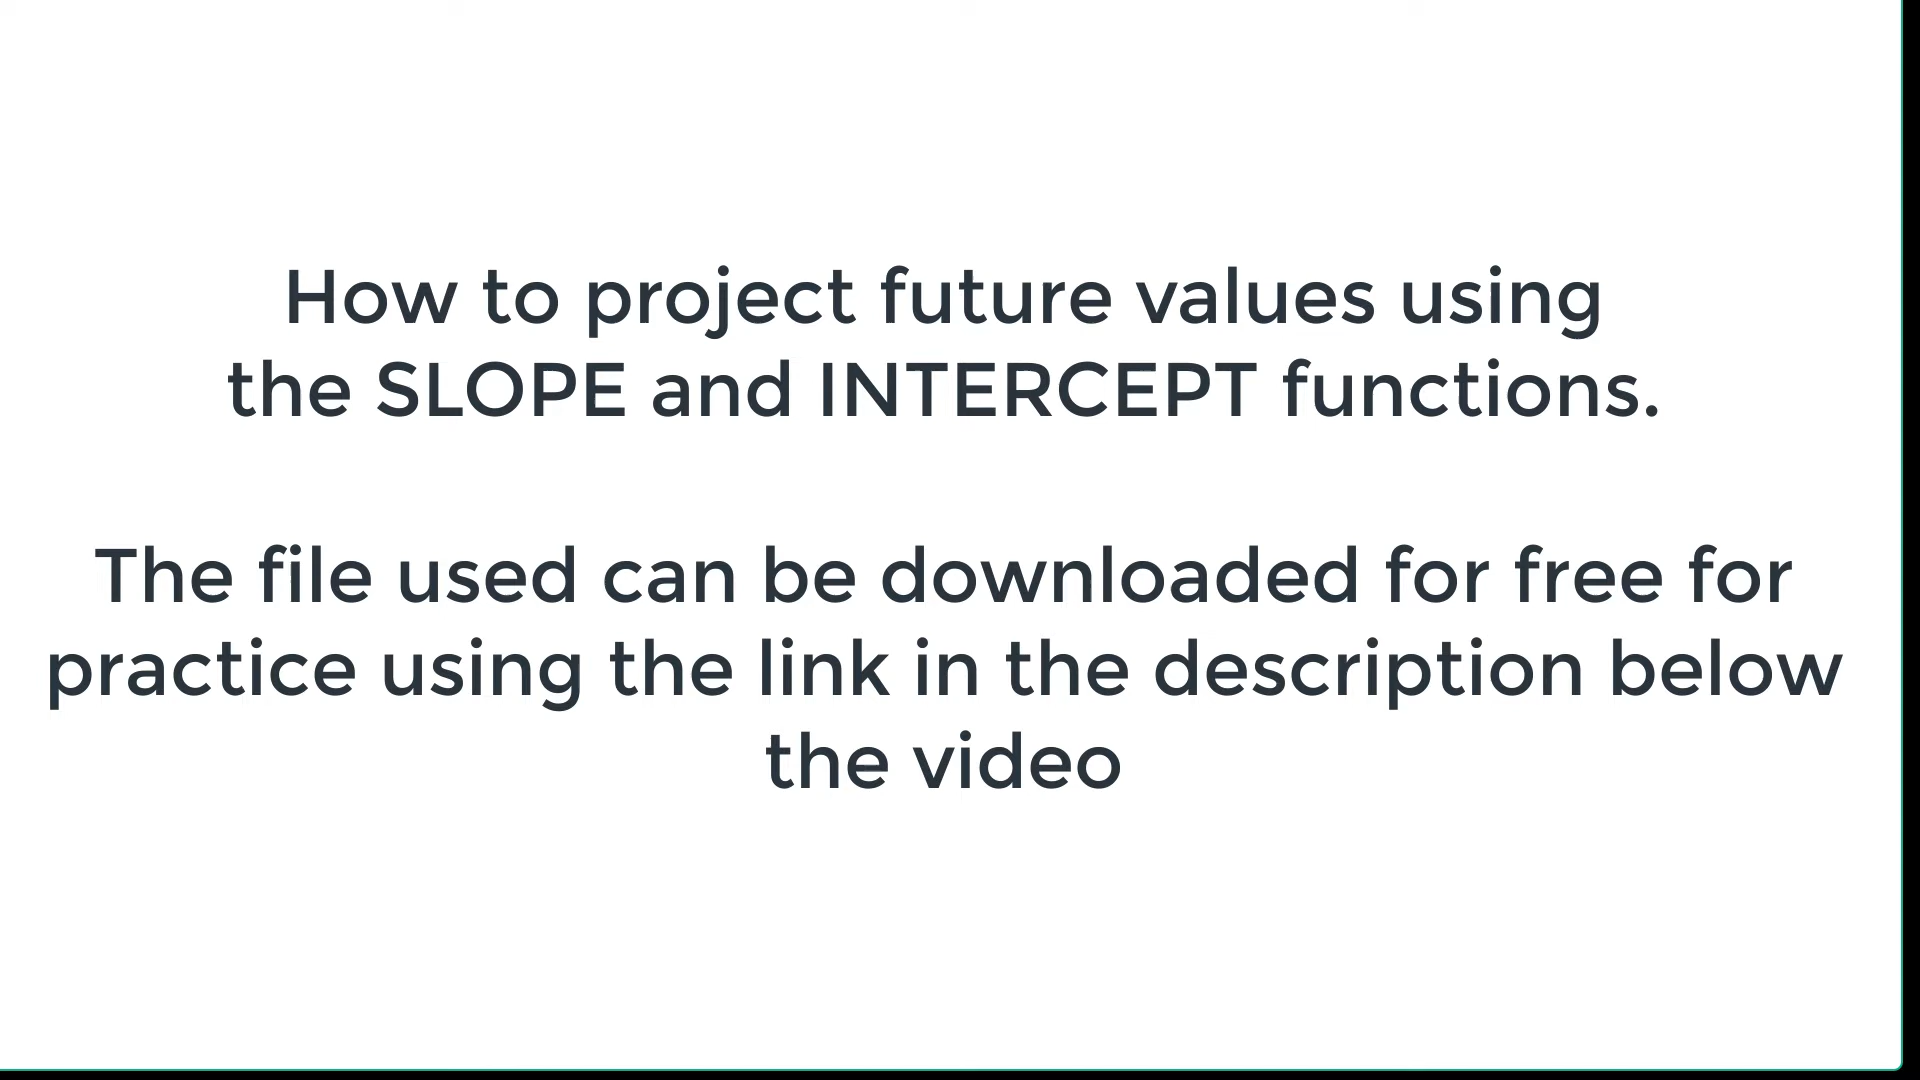 How to project future values using
the SLOPE and INTERCEPT functions.
The file used can be downloaded for free for
practice using the link in the description below
the video